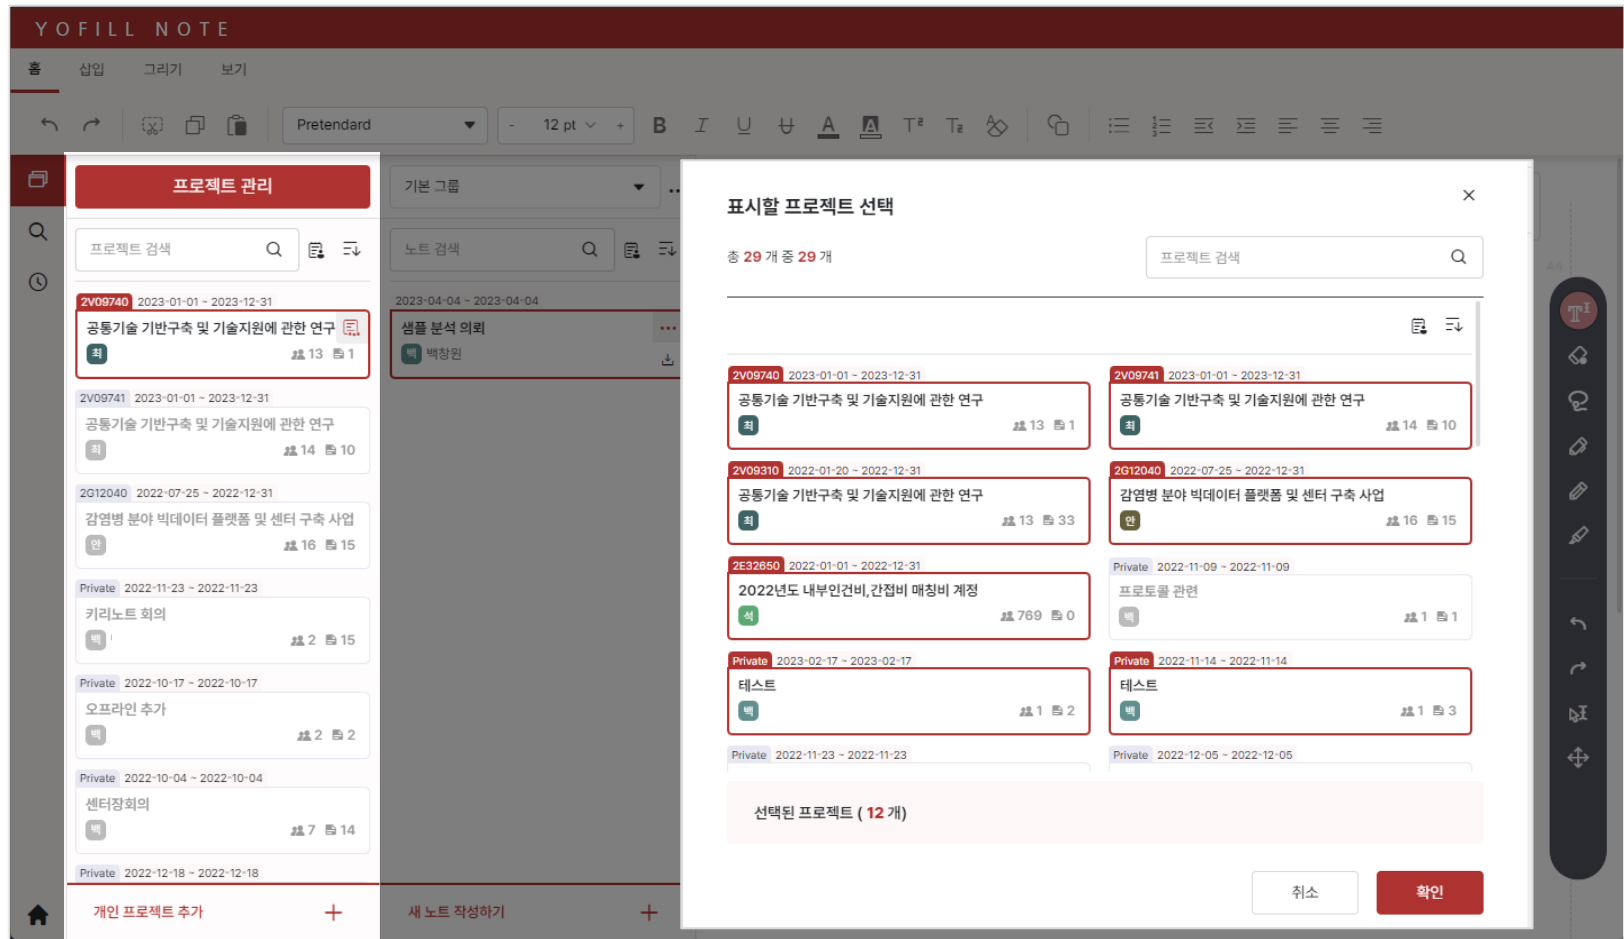 YOFILL NOTE
홈 삽입 그리기 보기
Pretendard - 12 pt +
프로젝트 관리
프로젝트 검색
2V09740 2023-01-01 ~ 2023-12-31
공통기술 기반구축 및 기술지원에 관한 연구
최 13 1
2V09741 2023-01-01 ~ 2023-12-31
공통기술 기반구축 및 기술지원에 관한 연구
최 14 10
2G12040 2022-07-25 ~ 2022-12-31
감염병 분야 빅데이터 플랫폼 및 센터 구축 사업
안 16 15
Private 2022-11-23 ~ 2022-11-23
키리노트 회의
백 2 15
Private 2022-10-17 ~ 2022-10-17
오프라인 추가
백 2 2
Private 2022-10-04 ~ 2022-10-04
센터장회의
백 7 14
Private 2022-12-18 ~ 2022-12-18
개인 프로젝트 추가 +
기본 그룹
노트 검색
2023-04-04 ~ 2023-04-04
샘플 분석 의뢰
백 백창원
새 노트 작성하기 +
표시할 프로젝트 선택
총 29 개 중 29 개
프로젝트 검색
2V09740 2023-01-01 ~ 2023-12-31
공통기술 기반구축 및 기술지원에 관한 연구
최 13 1
2V09741 2023-01-01 ~ 2023-12-31
공통기술 기반구축 및 기술지원에 관한 연구
최 14 10
2V09310 2022-01-20 ~ 2022-12-31
공통기술 기반구축 및 기술지원에 관한 연구
최 13 33
2G12040 2022-07-25 ~ 2022-12-31
감염병 분야 빅데이터 플랫폼 및 센터 구축 사업
안 16 15
2E32650 2022-01-01 ~ 2022-12-31
2022년도 내부인건비,간접비 매칭비 계정
석 769 0
Private 2022-11-09 ~ 2022-11-09
프로토콜 관련
백 1 1
Private 2023-02-17 ~ 2023-02-17
테스트
백 1 2
Private 2022-11-14 ~ 2022-11-14
테스트
백 1 3
Private 2022-11-23 ~ 2022-11-23
Private 2022-12-05 ~ 2022-12-05
선택된 프로젝트 ( 12 개)
취소 확인
A4